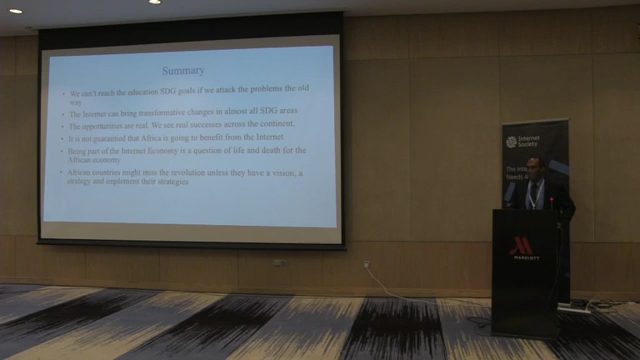 Summary
We can't reach the education SDG goals if we attack the problems the old
way
The Internet can bring transformative changes in almost all SDG areas
The opportunities are real. We see real successes across the continent.
It is not guaranteed that Africa is going to benefit from the Internet
Being part of the Internet Economy is a question of life and death for the
African economy
African countries might miss the revolution unless they have a vision, a
strategy and implement their strategies
Internet
Society
The Inte
Needs A
MARRIOTT